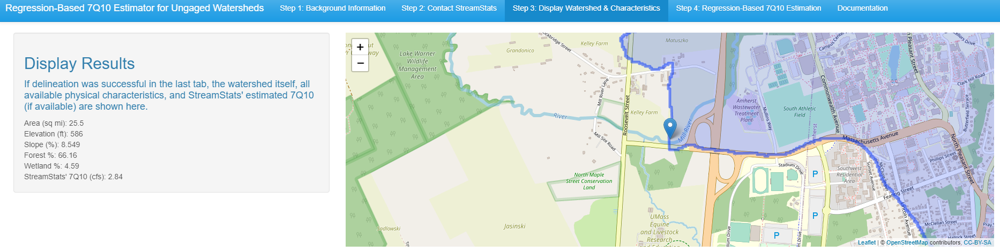 Regression-Based 7Q10 Estimator for Ungaged Watersheds
Step 1: Background Information
Step 2: Contact StreamStats
Step 3: Display Watershed & Characteristics
Step 4: Regression-Based 7Q10 Estimation
Documentation
Display Results
If delineation was successful in the last tab, the watershed itself, all
available physical characteristics, and StreamStats' estimated 7Q10
(if available) are shown here.
Area (sq mi): 25.5
Elevation (ft): 586
Slope (%): 8.549
Forest %: 66.16
Wetland %: 4.59
StreamStats' 7Q10 (cfs): 2.84
+
−
Lake Warner
Wildlife
Management
Area
Grandonico
ockbridge Street
Kelley Farm
Matuszko
Mill River Lane
Roosevelt Street
Kelley Farm
River
Mill River
Mill Site Road
North Maple
Street Conservation
Land
Jasinski
Sadlowski
UMass
Equine
and Livestock
Research
Amherst
Wastewater
Treatment
Plant
Mullins Way
South Athletic
Field
Amherst
Campus Center
Commonwealth Avenue
Massachusetts Avenue
North Pleasant Street
n Pleasant Street
Clark Hill Road
Butterfield Terrace
Phillips Street
McClure Street
Sunset Avenue
Fearing Street
Lincoln Avenue
McClellan Street
Hallock Street
Southwest
Residential
Area
Stadium Drive
Stadium Drive
P
P
P
Leaflet | © OpenStreetMap contributors, CC-BY-SA